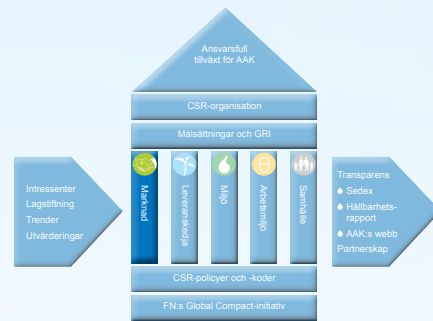 Ansvarsfull
tillväxt för AAK
CSR-organisation
Målsättningar och GRI
Intressenter
Lagstiftning
Trender
Utvärderingar
Marknad
Leveranskedja
Miljö
Arbetsmiljö
Samhälle
Transparens
Sedex
Hållbarhets-
rapport
AAK:s webb
Partnerskap
CSR-policyer och -koder
FN:s Global Compact-initiativ